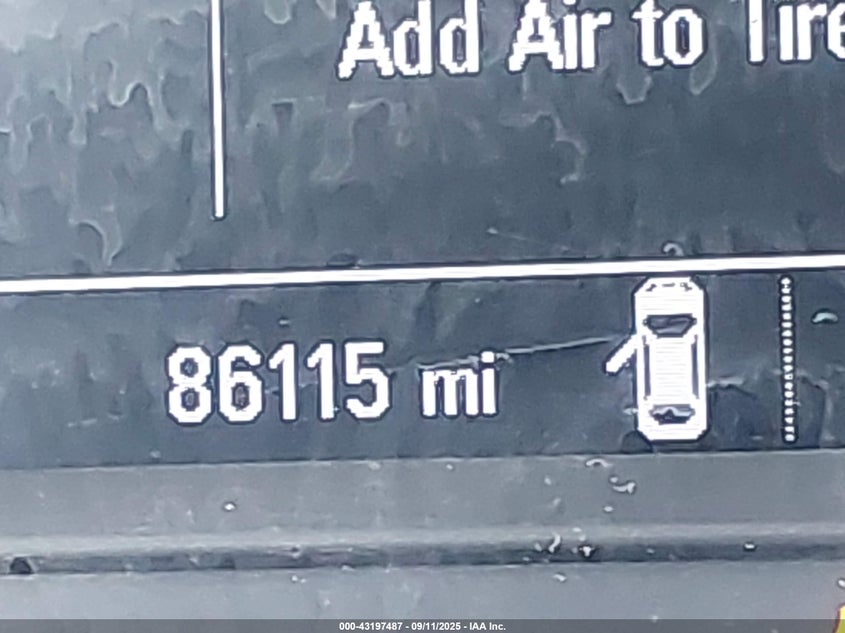 Add Air to Tire
86115 mi
000-43197487 - 09/11/2025 - IAA Inc.